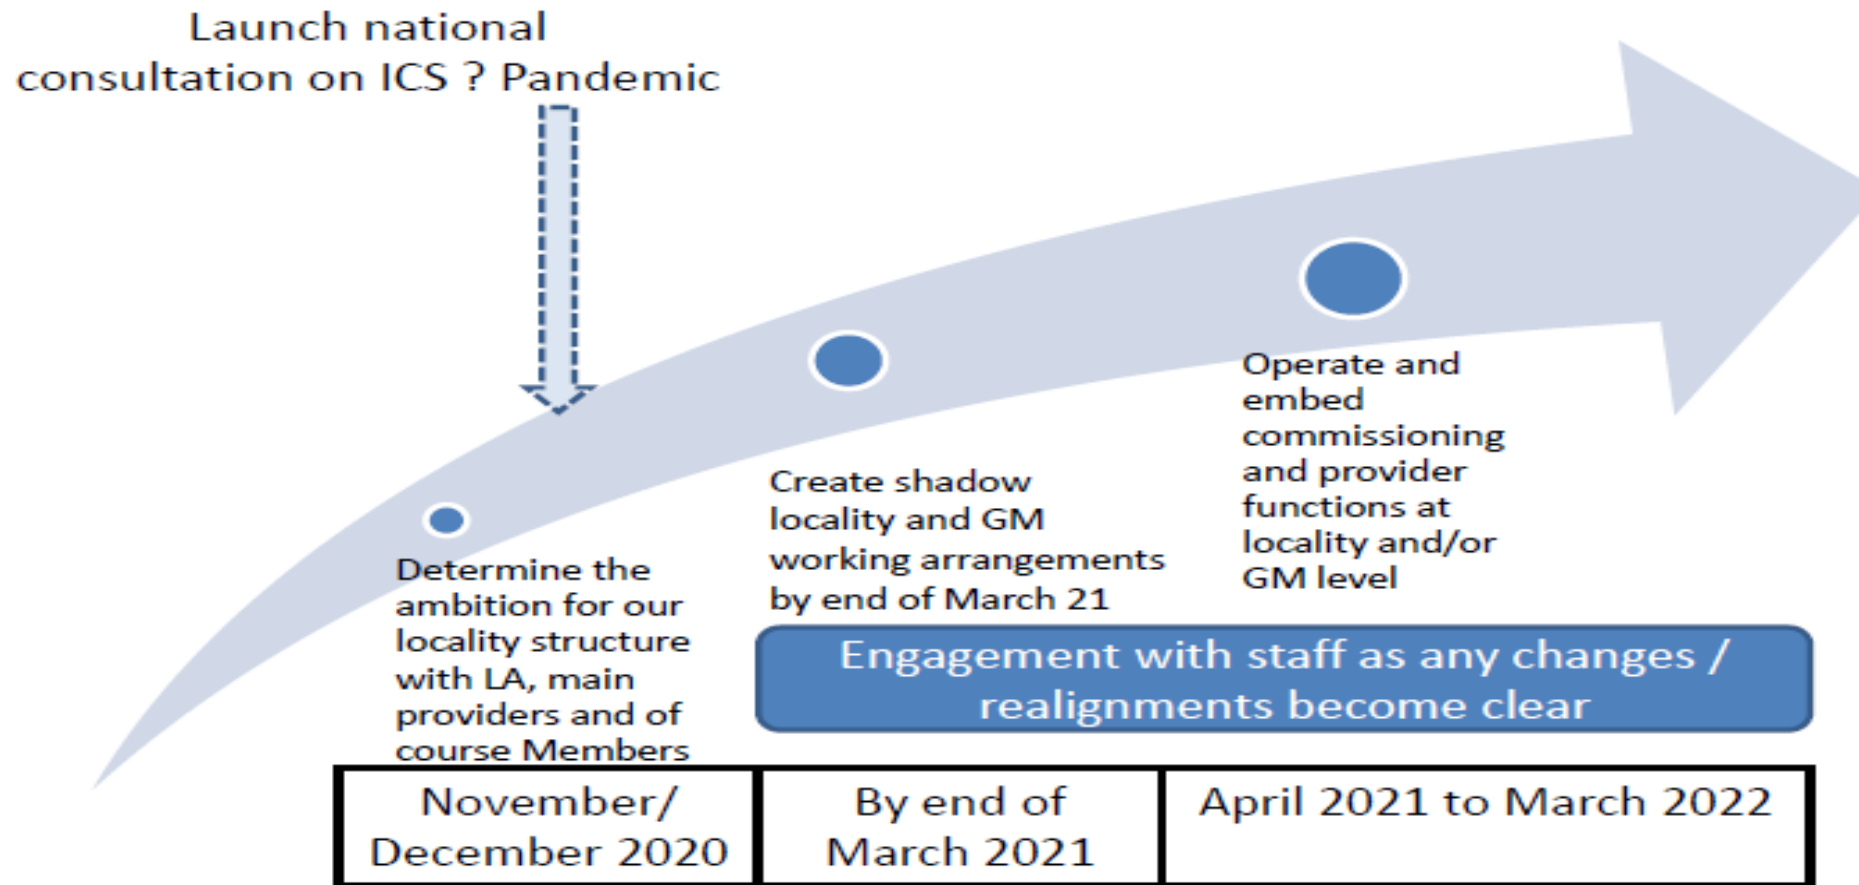 Launch national
consultation on ICS ? Pandemic
Determine the
ambition for our
locality structure
with LA, main
providers and of
course Members
Create shadow
locality and GM
working arrangements
by end of March 21
Operate and
embed
commissioning
and provider
functions at
locality and/or
GM level
Engagement with staff as any changes /
realignments become clear
November/
December 2020
By end of
March 2021
April 2021 to March 2022